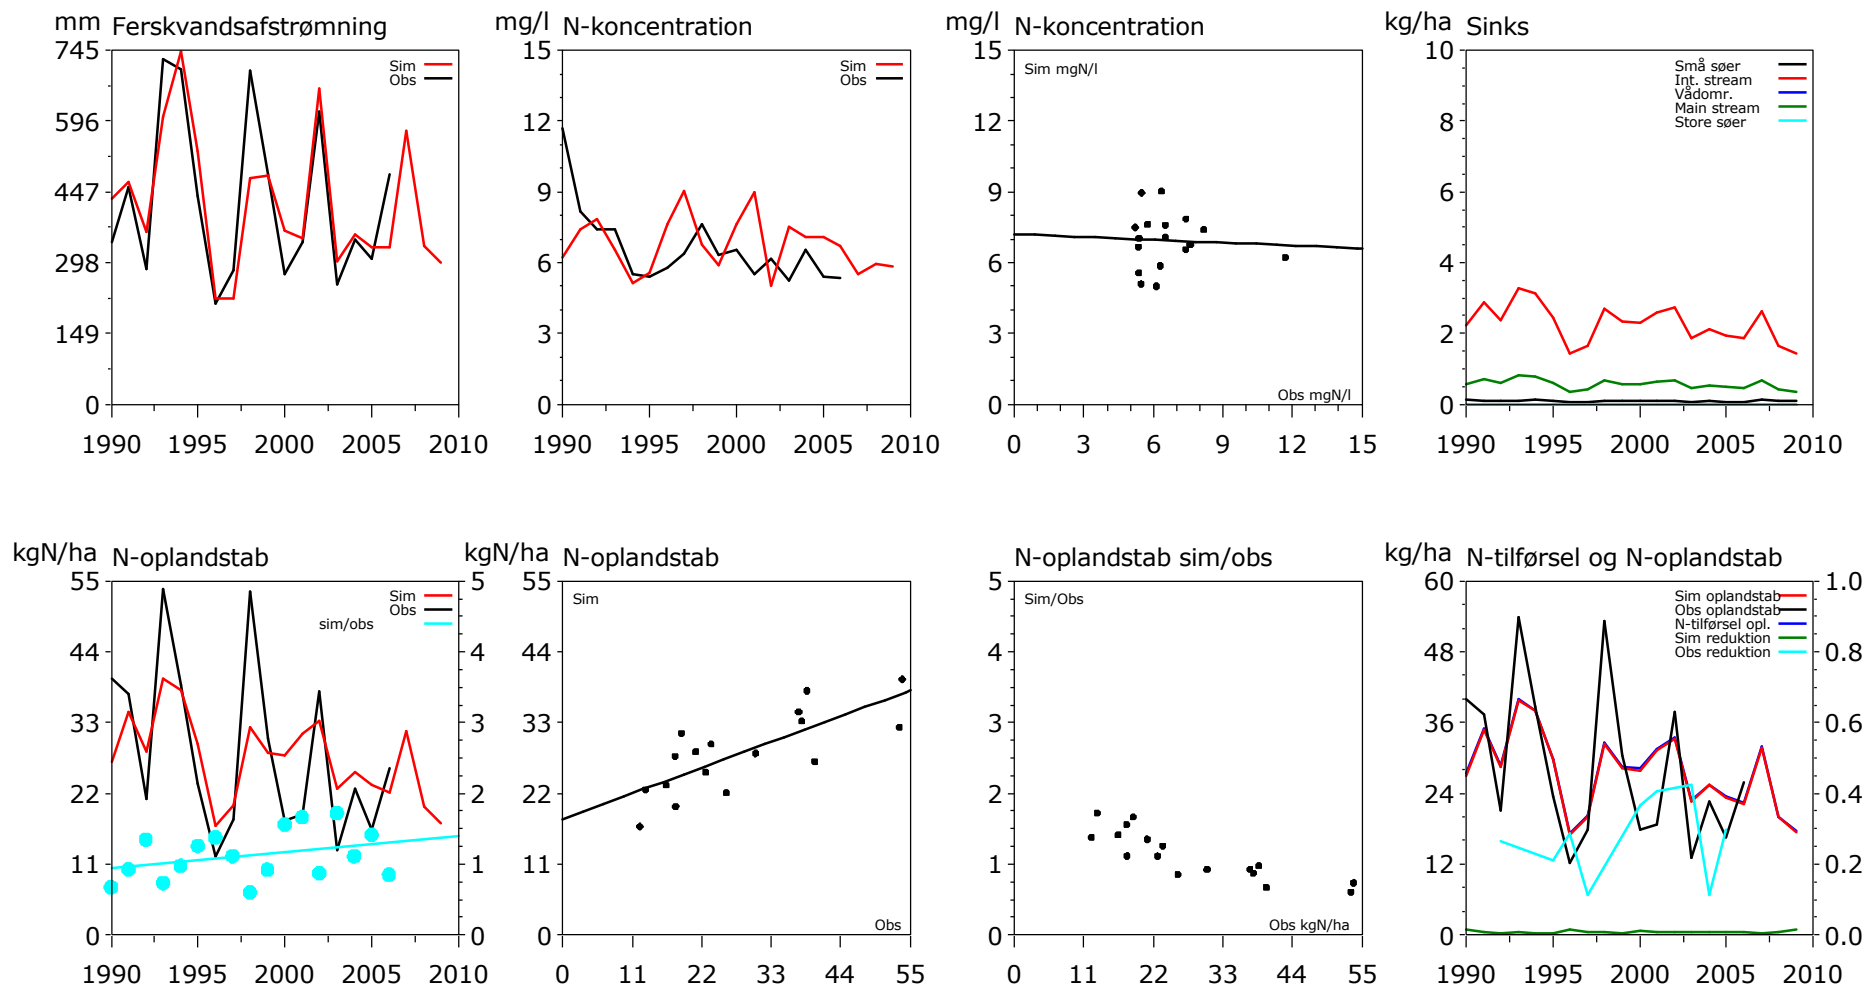 mm Ferskvandsafstrømning
745
596
447
298
149
0
Sim
Obs
1990 1995 2000 2005 2010
mg/l N-koncentration
15
12
9
6
3
0
Sim
Obs
1990 1995 2000 2005 2010
mg/l N-koncentration
15
12
9
6
3
0
Sim mgN/l
Obs mgN/l
0 3 6 9 12 15
kg/ha Sinks
10
8
6
4
2
0
Små søer
Int. stream
Vådomr.
Main stream
Store søer
1990 1995 2000 2005 2010
kgN/ha N-oplandstab
55
44
33
22
11
0
Sim
Obs
sim/obs
5
4
3
2
1
0
1990 1995 2000 2005 2010
kgN/ha N-oplandstab
55
44
33
22
11
0
Sim
Obs
0 11 22 33 44 55
N-oplandstab sim/obs
5
4
3
2
1
0
Sim/Obs
Obs kgN/ha
0 11 22 33 44 55
kg/ha N-tilførsel og N-oplandstab
60
48
36
24
12
0
Sim oplandstab
Obs oplandstab
N-tilførsel opl.
Sim reduktion
Obs reduktion
1.0
0.8
0.6
0.4
0.2
0.0
1990 1995 2000 2005 2010